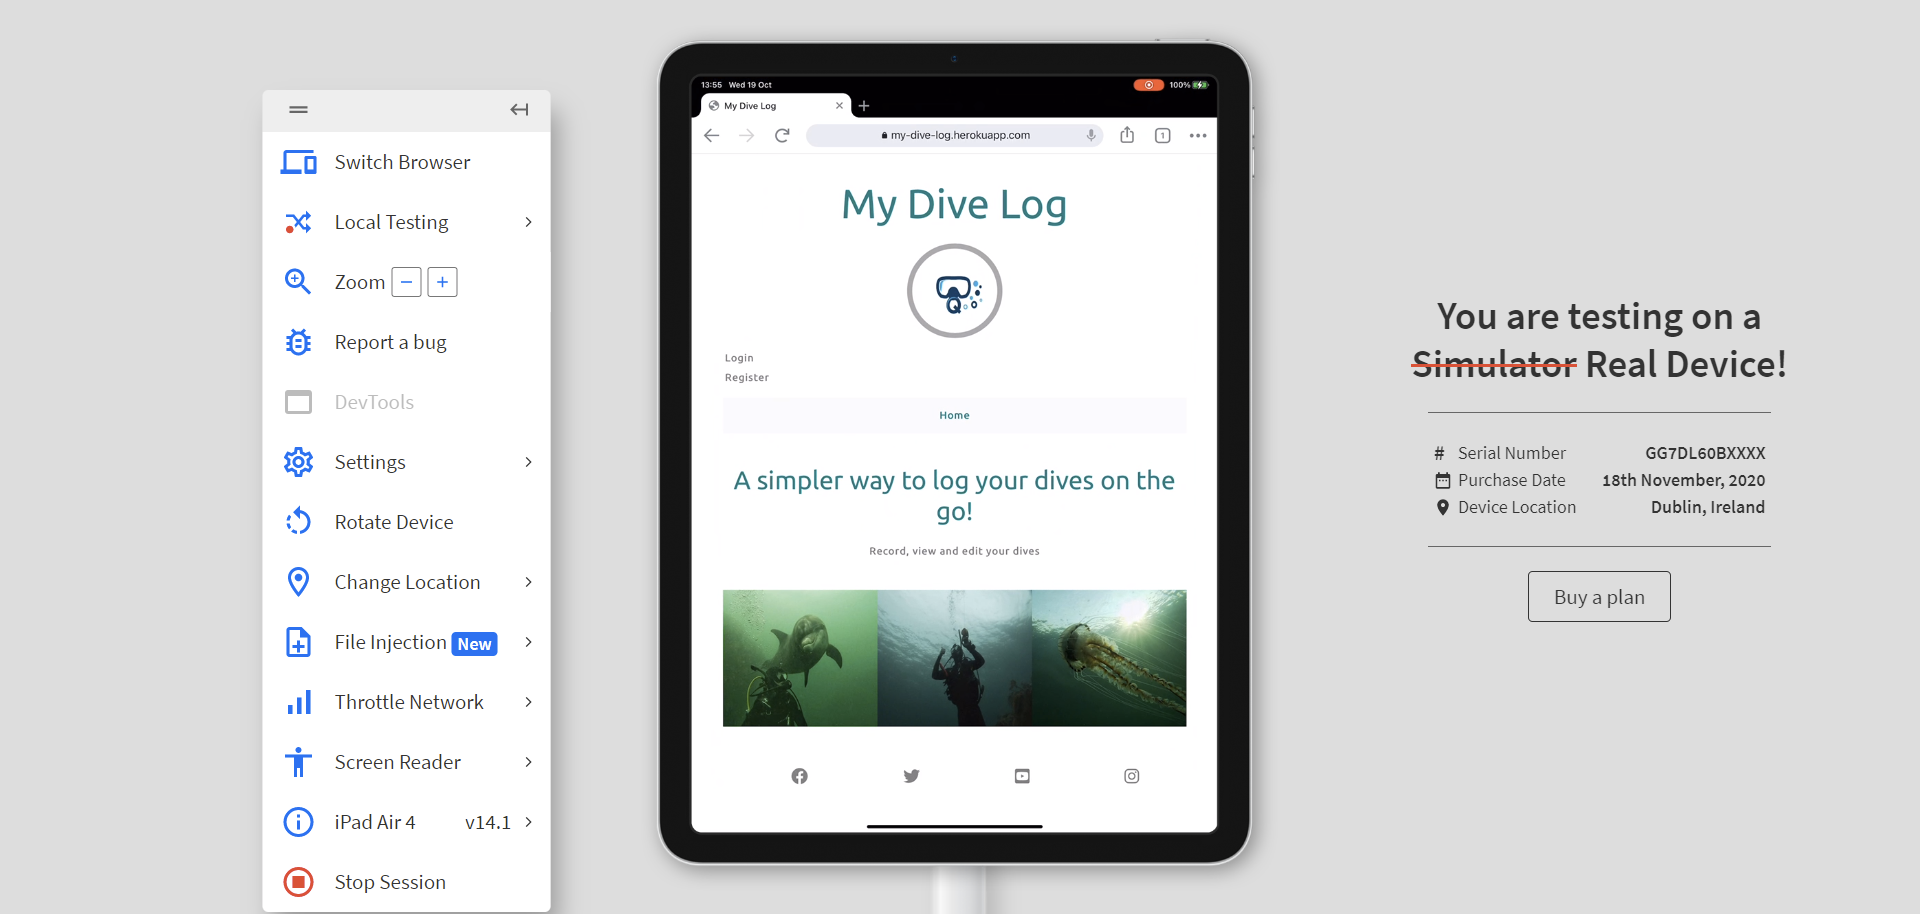 Switch Browser
Local Testing
Zoom
Report a bug
DevTools
Settings
Rotate Device
Change Location
File Injection New
Throttle Network
Screen Reader
iPad Air 4 v14.1
Stop Session
13:55 Wed 19 Oct 100%
My Dive Log
my-dive-log.herokuapp.com 1
My Dive Log
Login
Register
Home
A simpler way to log your dives on the
go!
Record, view and edit your dives
You are testing on a
Simulator Real Device!
# Serial Number GG7DL60BXXXX
Purchase Date 18th November, 2020
Device Location Dublin, Ireland
Buy a plan